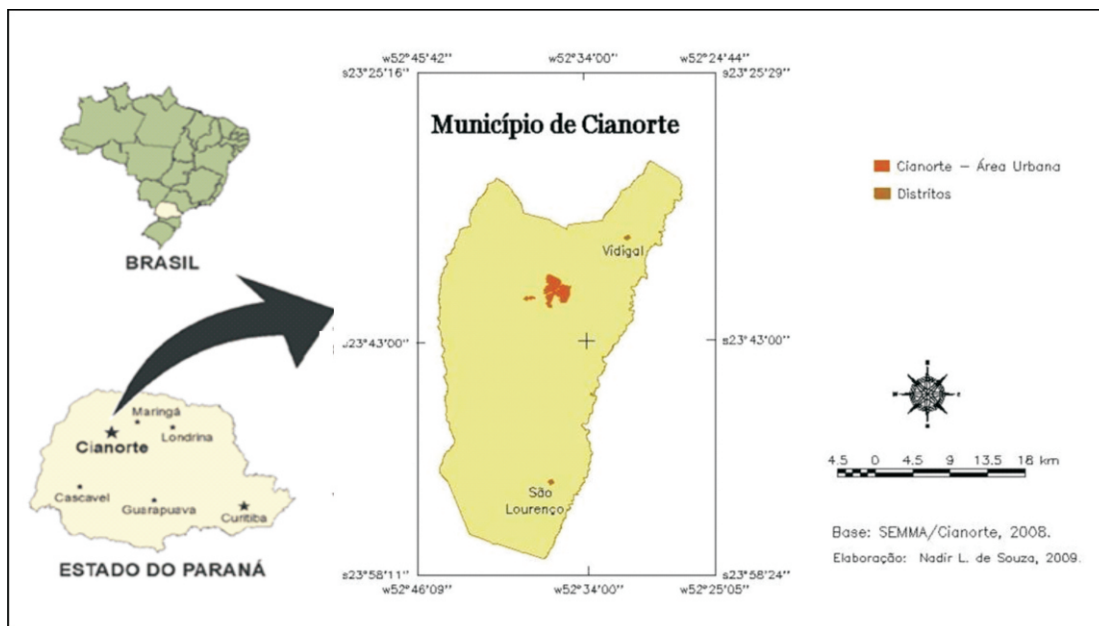 BRASIL
Maringá
Londrina
Cianorte
Cascavel
Guarapuava
Curitiba
ESTADO DO PARANÁ
w52°45'42'' w52°34'00'' w52°24'44''
s23°25'16'' s23°25'29''
Município de Cianorte
Vidigal
23°43'00'' s23°43'00''
São
Lourenço
s23°58'11'' s23°58'24''
w52°46'09'' w52°34'00'' w52°25'05''
Cianorte – Área Urbana
Distritos
4.5 0 4.5 9 13.5 18 km
Base: SEMMA/Cianorte, 2008.
Elaboração: Nadir L. de Souza, 2009.